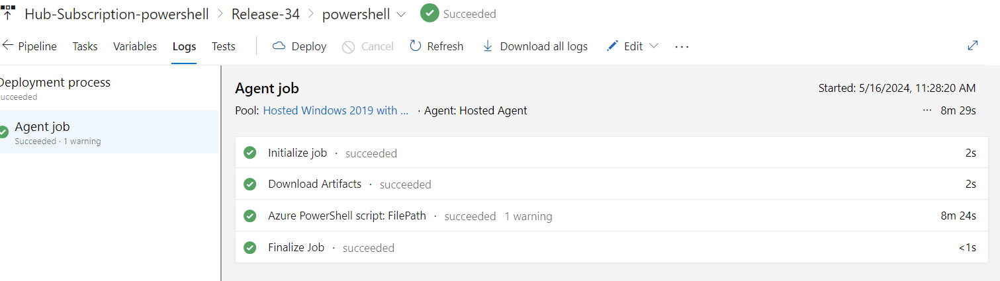 Hub-Subscription-powershell > Release-34 > powershell Succeeded
Pipeline Tasks Variables Logs Tests Deploy Cancel Refresh Download all logs Edit ...
Deployment process
ucceeded
Agent job
Succeeded · 1 warning
Agent job
Started: 5/16/2024, 11:28:20 AM
Pool: Hosted Windows 2019 with ... · Agent: Hosted Agent
... 8m 29s
Initialize job · succeeded 2s
Download Artifacts · succeeded 2s
Azure PowerShell script: FilePath · succeeded 1 warning 8m 24s
Finalize Job · succeeded <1s